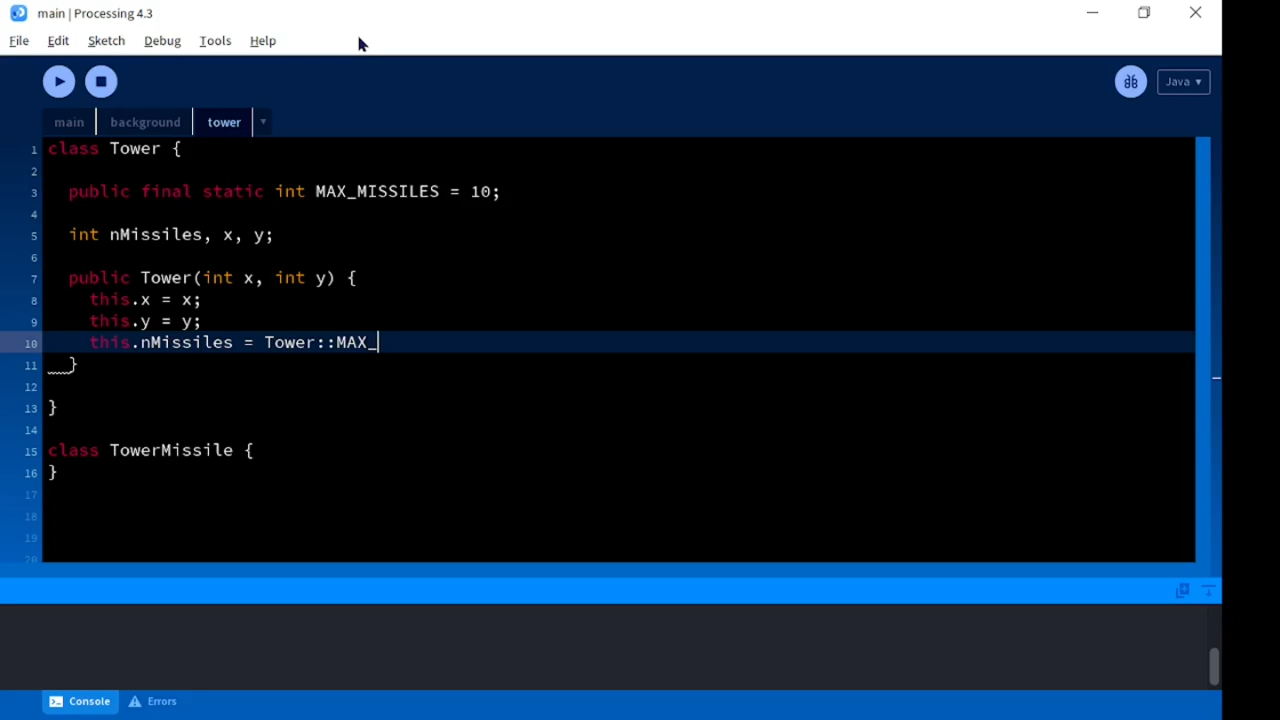 main | Processing 4.3
File Edit Sketch Debug Tools Help
Java ▾
main background tower ▾
1 class Tower {
2
3 public final static int MAX_MISSILES = 10;
4
5 int nMissiles, x, y;
6
7 public Tower(int x, int y) {
8 this.x = x;
9 this.y = y;
10 this.nMissiles = Tower::MAX_
11 }
12
13 }
14
15 class TowerMissile {
16 }
17
18
19
20
Console Errors